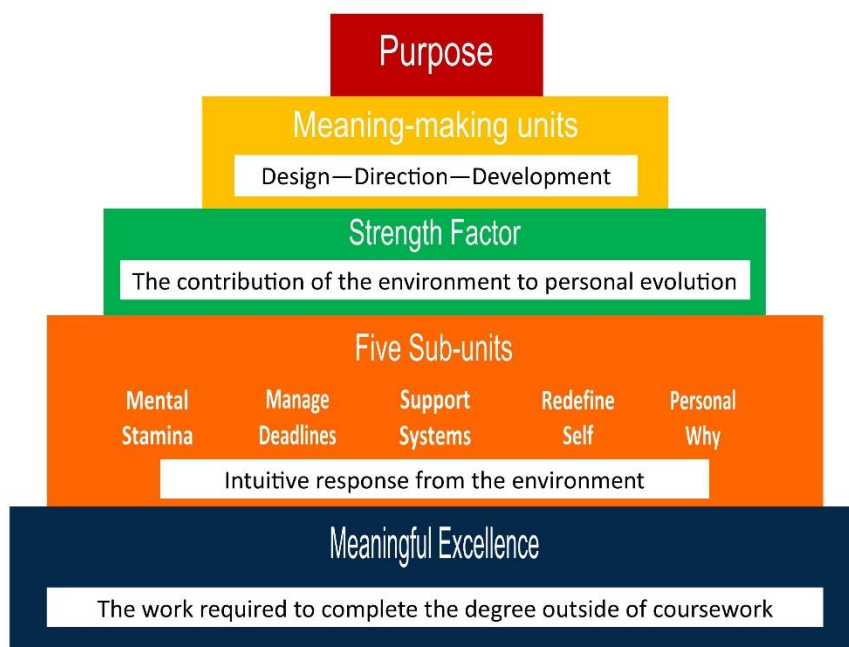 Purpose
Meaning-making units
Design—Direction—Development
Strength Factor
The contribution of the environment to personal evolution
Five Sub-units
Mental Manage Support Redefine Personal
Stamina Deadlines Systems Self Why
Intuitive response from the environment
Meaningful Excellence
The work required to complete the degree outside of coursework